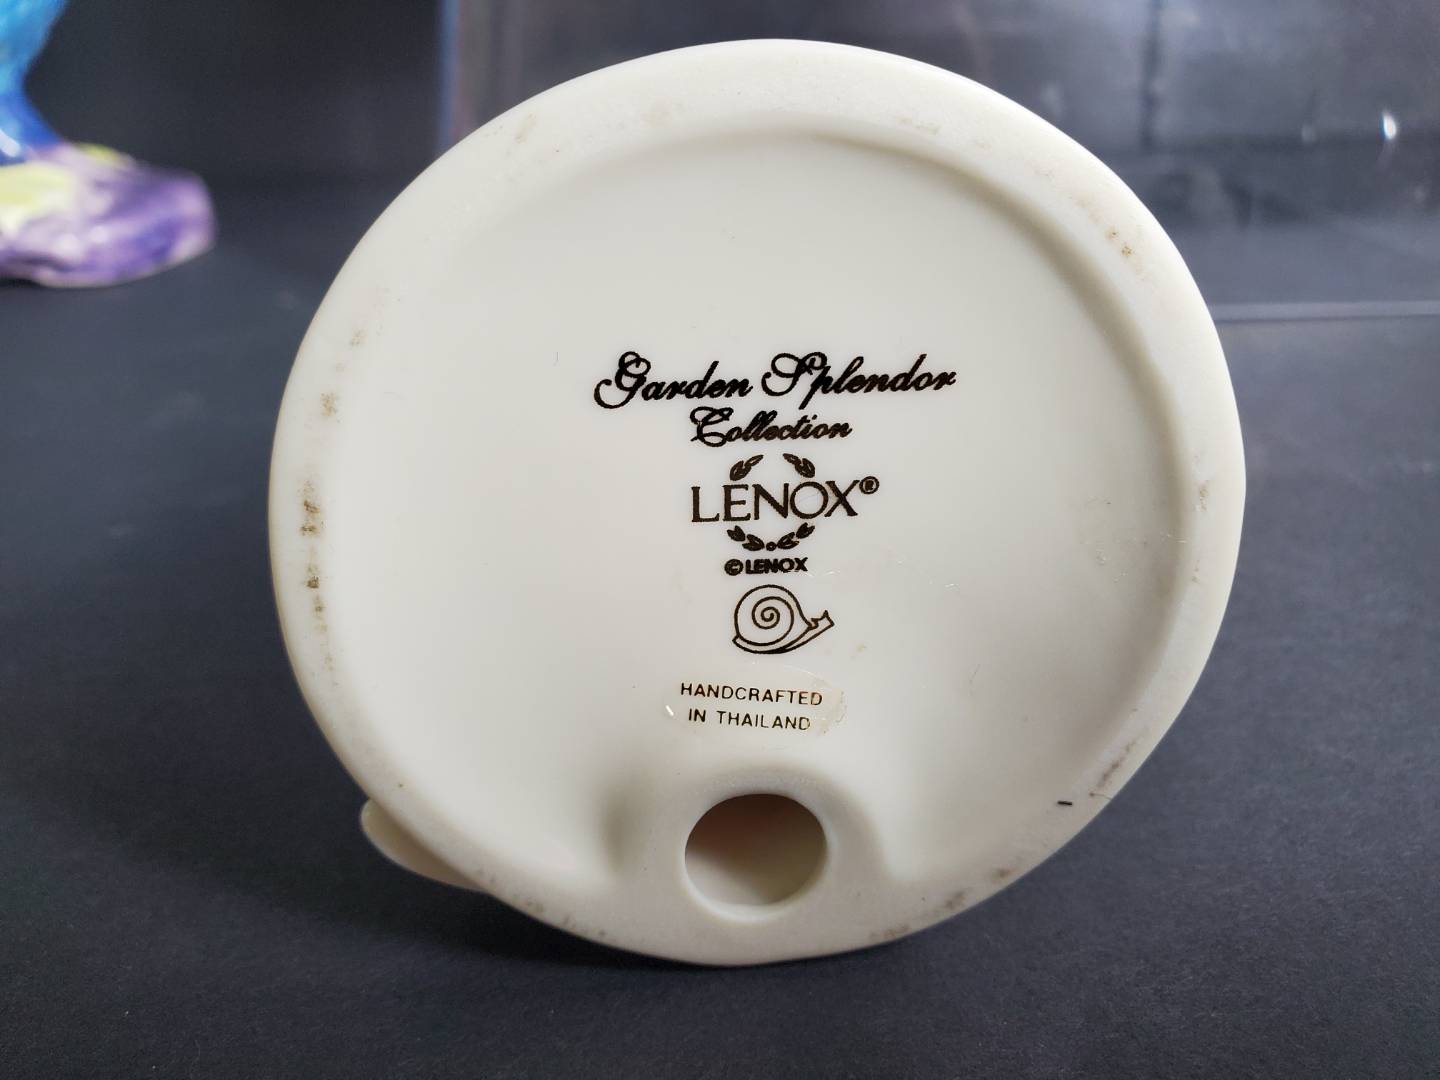 Garden Splendor
Collection
LENOX®
©LENOX
HANDCRAFTED
IN THAILAND